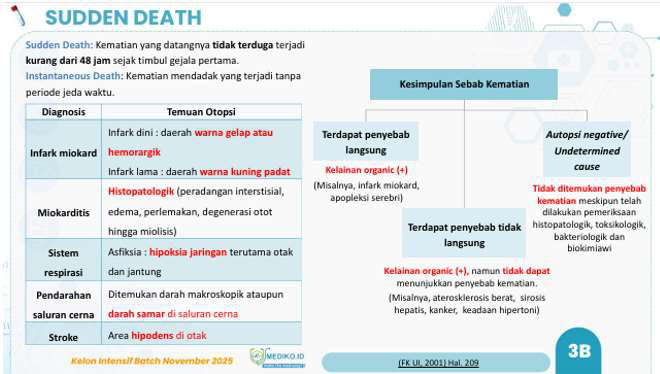 SUDDEN DEATH
Sudden Death: Kematian yang datangnya tidak terduga terjadi
kurang dari 48 jam sejak timbul gejala pertama.
Instantaneous Death: Kematian mendadak yang terjadi tanpa
periode jeda waktu.
Diagnosis Temuan Otopsi
Infark miokard
Infark dini : daerah warna gelap atau
hemorargik
Infark lama : daerah warna kuning padat
Miokarditis
Histopatologik (peradangan interstisial,
edema, perlemakan, degenerasi otot
hingga miolisis)
Sistem
respirasi
Asfiksia : hipoksia jaringan terutama otak
dan jantung
Pendarahan
saluran cerna
Ditemukan darah makroskopik ataupun
darah samar di saluran cerna
Stroke Area hipodens di otak
Kesimpulan Sebab Kematian
Terdapat penyebab
langsung
Kelainan organic (+)
(Misalnya, infark miokard,
apopleksi serebri)
Terdapat penyebab tidak
langsung
Kelainan organic (+), namun tidak dapat
menunjukkan penyebab kematian.
(Misalnya, aterosklerosis berat, sirosis
hepatis, kanker, keadaan hipertoni)
Autopsi negative/
Undetermined
cause
Tidak ditemukan penyebab
kematian meskipun telah
dilakukan pemeriksaan
histopatologik, toksikologik,
bakteriologik dan
biokimiawi
Kelon Intensif Batch November 2025
MEDIKO.ID
(FK UI, 2001) Hal. 209
3B